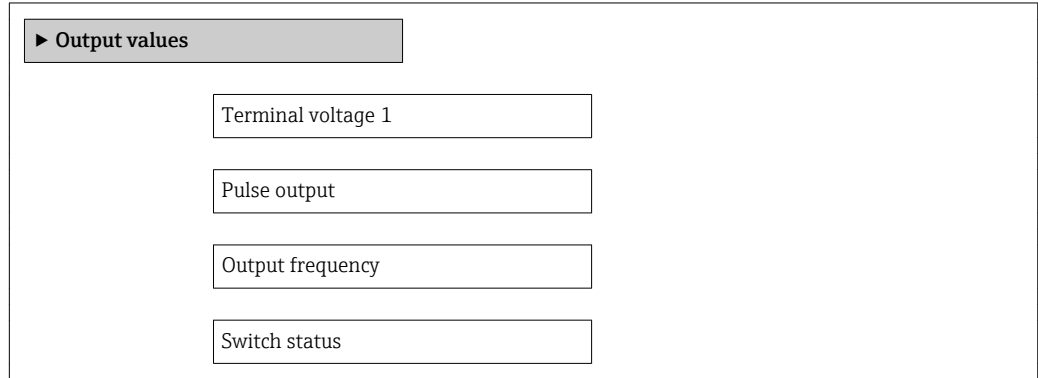 ▶ Output values
Terminal voltage 1
Pulse output
Output frequency
Switch status